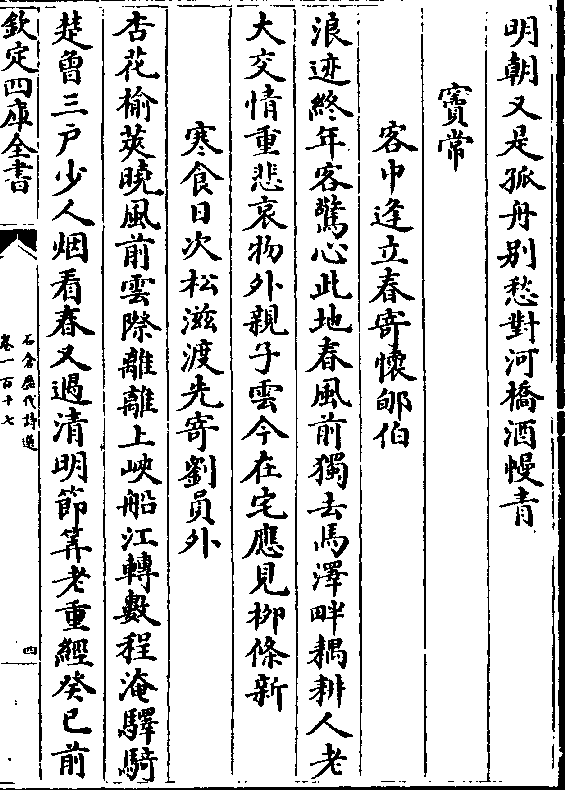 明朝又是孤舟别愁對河橋酒幔青
竇常
客中逢立春寄懷邮伯
浪迹終年客驚心此地春風前獨去馬澤畔耦耕人老
大交情重悲哀物外親子雲今在宅應見栁條新
寒食日次松滋渡先寄劉員外
杏花榆莢曉風前雲際離離上峽船江轉數程淹驛騎
楚曾三户少人烟看春又過清明節筭老重經癸巳前
欽定四庫全書
石倉歷代詩選
卷一百十七
四